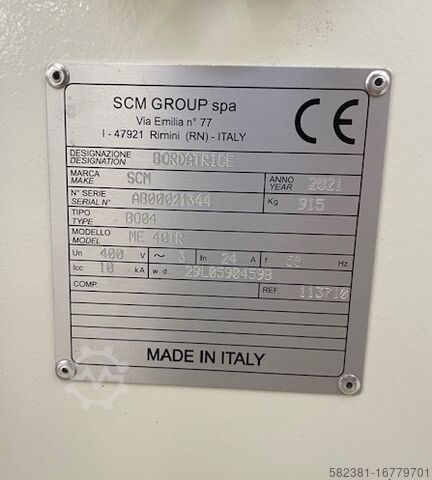 SCM GROUP spa
Via Emilia n° 77
I - 47921 Rimini (RN) - ITALY
CE
DESIGNAZIONE
DESIGNATION BORDATRICE
MARCA
MAKE SCM ANNO
YEAR 2021
N° SERIE
SERIAL N° AB00021344 Kg 915
TIPO
TYPE BO04
MODELLO
MODEL ME 40TR
Un 400 V ~ 3 In 24 A f 50 Hz
Icc 10 kA w.d. 29L0590459B
COMP. REF. 113710
MADE IN ITALY
582381-16779701